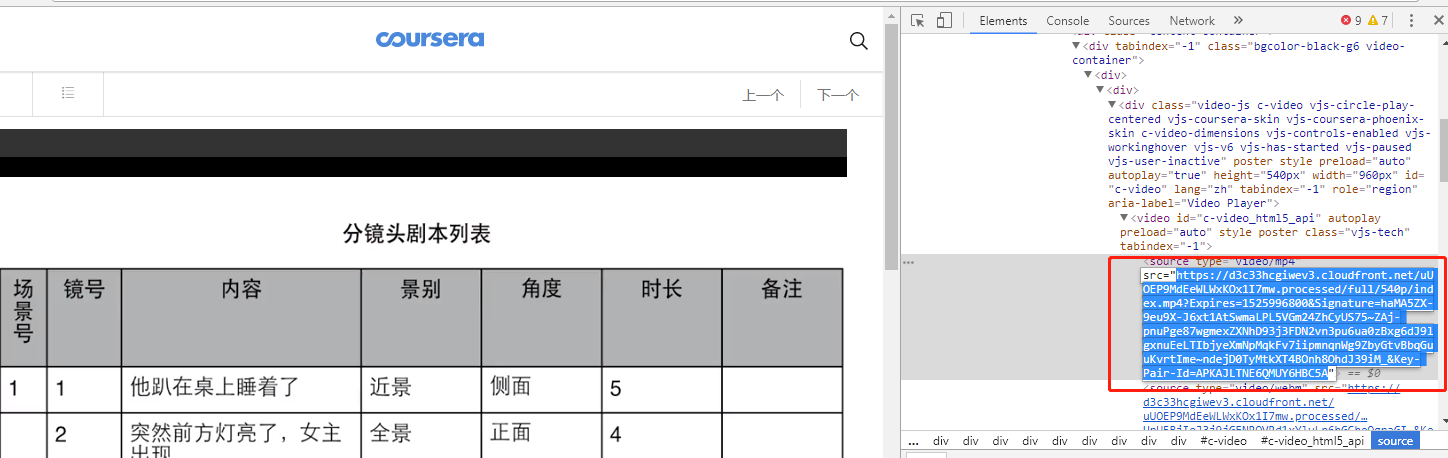 coursera
上一个
下一个
分镜头剧本列表
场景号 镜号 内容 景别 角度 时长 备注
1 1 他趴在桌上睡着了 近景 侧面 5
2 突然前方灯亮了，女主出现 全景 正面 4
Elements Console Sources Network 9 7
<div tabindex="-1" class="bgcolor-black-g6 video-
container">
<div>
<div>
<div class="video-js c-video vjs-circle-play-
centered vjs-coursera-skin vjs-coursera-phoenix-
skin c-video-dimensions vjs-controls-enabled vjs-
workinghover vjs-v6 vjs-has-started vjs-paused
vjs-user-inactive" poster style preload="auto"
autoplay="true" height="540px" width="960px" id=
"c-video" lang="zh" tabindex="-1" role="region"
aria-label="Video Player">
<video id="c-video_html5_api" autoplay
preload="auto" style poster class="vjs-tech"
tabindex="-1">
<source type="video/mp4"
src="https://d3c33hcgiwev3.cloudfront.net/uU
OEP9MdEeWLWxKOx1I7mw.processed/full/540p/ind
ex.mp4?Expires=1525996800&Signature=haMA5ZX-
9eu9X-J6xt1AtSwmaLPL5VGm24ZhCyUS75~ZAj-
pnuPge87wgmexZXNhD93j3FDN2vn3pu6ua0zBxg6dJ9l
gxnuEeLTIbjyeXmNpMqkFv7iipmnqnWg9ZbyGtvBbqGu
uKvrtIme~ndejD0TyMtkXT4BOnh8OhdJ39iM_&Key-
Pair-Id=APKAJLTNE6QMUY6HBC5A" == $0
<source type="video/webm" src="https://
d3c33hcgiwev3.cloudfront.net/
uUOEP9MdEeWLWxKOx1I7mw.processed/…
... div div div div div div div div #c-video #c-video_html5_api source